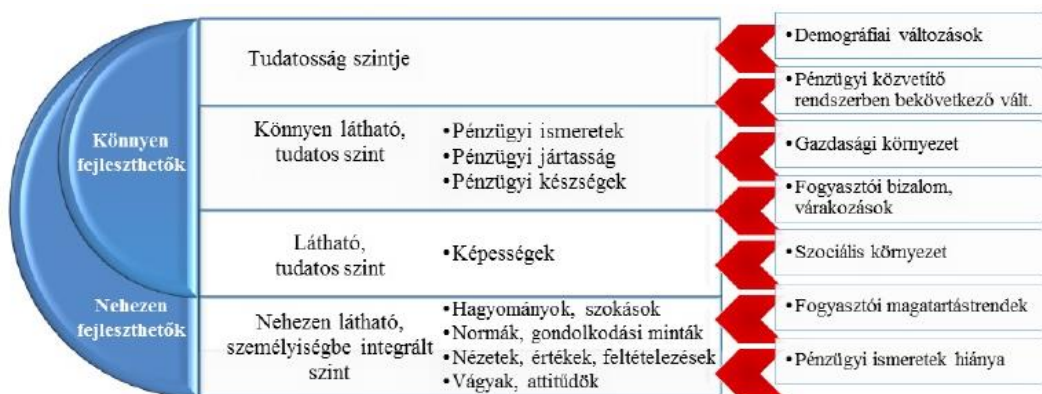 Könnyen
fejleszthetők
Nehezen
fejleszthetők
Tudatosság szintje
Könnyen látható,
tudatos szint
•Pénzügyi ismeretek
•Pénzügyi jártasság
•Pénzügyi készségek
Látható,
tudatos szint
•Képességek
Nehezen látható,
személyiségbe integrált
szint
•Hagyományok, szokások
•Normák, gondolkodási minták
•Nézetek, értékek, feltételezések
•Vágyak, attitűdök
•Demográfiai változások
•Pénzügyi közvetítő
rendszerben bekövetkező vált.
•Gazdasági környezet
•Fogyasztói bizalom,
várakozások
•Szociális környezet
•Fogyasztói magatartástrendek
•Pénzügyi ismeretek hiánya